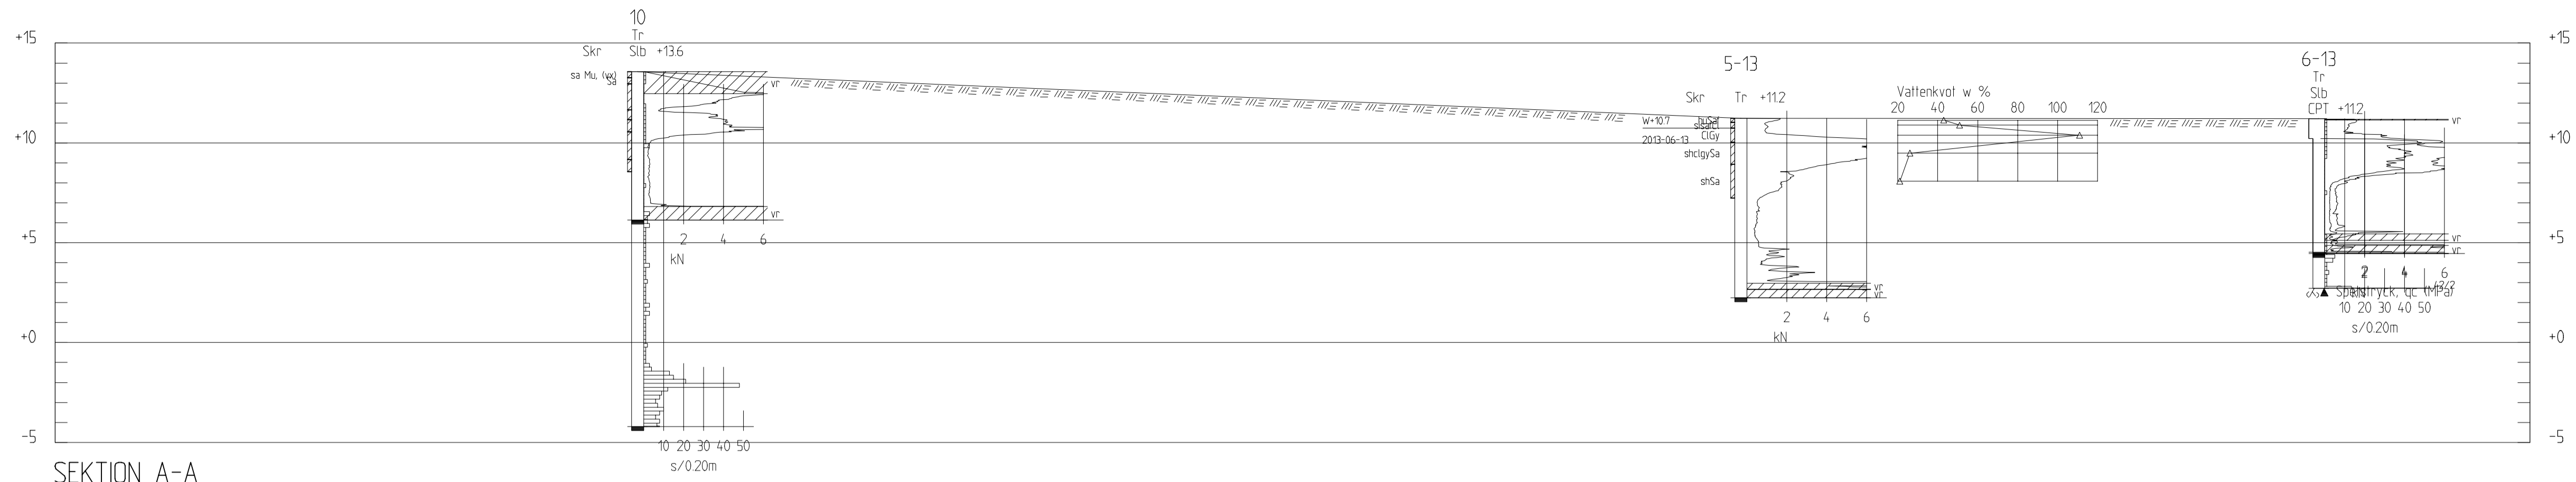 10
Tr
Skr Slb +13.6
sa Mu, (vx)
Sa
vr
vr
2 4 6
kN
10 20 30 40 50
s/0.20m
5-13
Skr Tr +11.2
W+10.7
2013-06-13
huSaf
ClGy
shclgySa
shSa
vr
vr
2 4 6
kN
Vattenkvot w %
20 40 60 80 100 120
6-13
Tr
Slb
CPT +11.2
vr
vr
vr
2 4 6
Spetstryck, qc (MPa)
10 20 30 40 50
s/0.20m
+15 +15
+10 +10
+5 +5
+0 +0
-5 -5
SEKTION A-A